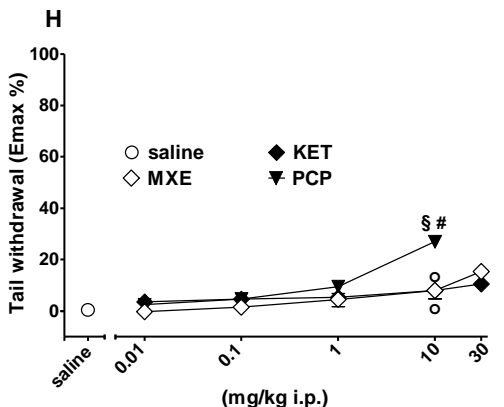 H
Tail withdrawal (Emax %)
100
80
60
40
20
0
saline
KET
MXE
PCP
§ #
saline
0.01
0.1
1
10
30
(mg/kg i.p.)